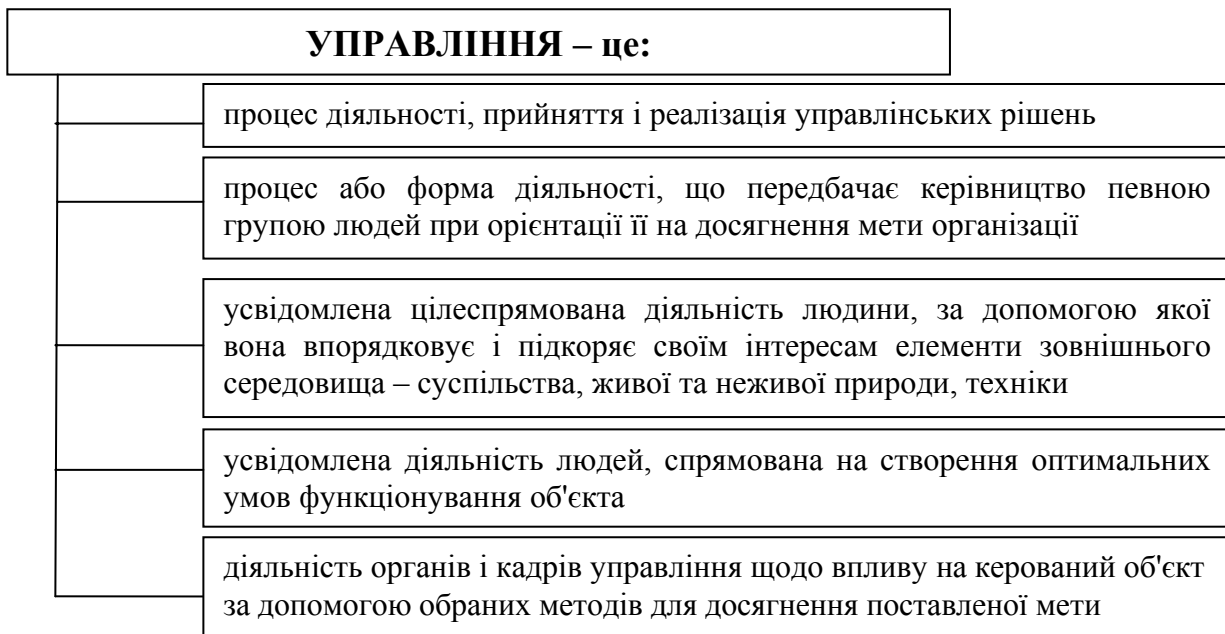 УПРАВЛІННЯ – це:
процес діяльності, прийняття і реалізація управлінських рішень
процес або форма діяльності, що передбачає керівництво певною
групою людей при орієнтації її на досягнення мети організації
усвідомлена цілеспрямована діяльність людини, за допомогою якої
вона впорядковує і підкоряє своїм інтересам елементи зовнішнього
середовища – суспільства, живої та неживої природи, техніки
усвідомлена діяльність людей, спрямована на створення оптимальних
умов функціонування об'єкта
діяльність органів і кадрів управління щодо впливу на керований об'єкт
за допомогою обраних методів для досягнення поставленої мети